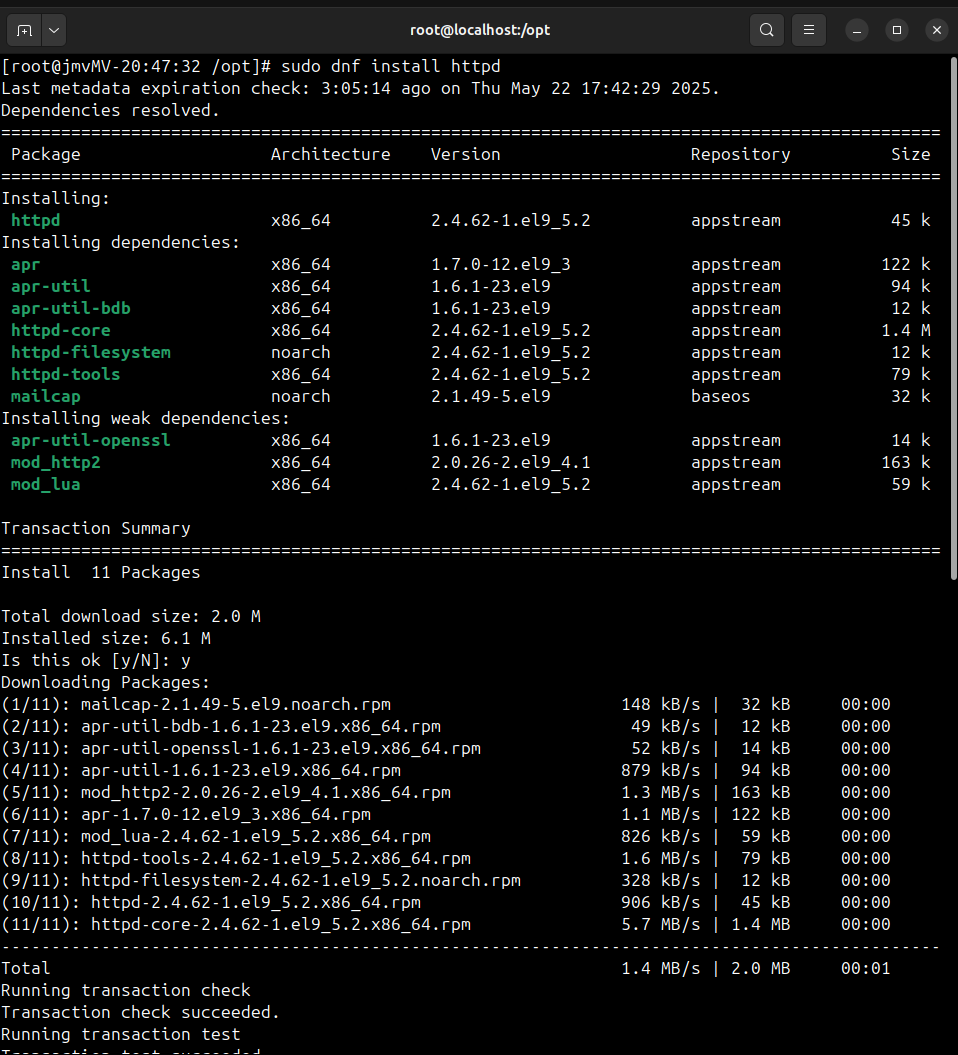 root@localhost:/opt
[root@jmvMV-20:47:32 /opt]# sudo dnf install httpd
Last metadata expiration check: 3:05:14 ago on Thu May 22 17:42:29 2025.
Dependencies resolved.
==============================================================================================
 Package                   Architecture    Version                   Repository          Size
==============================================================================================
Installing:
 httpd                     x86_64          2.4.62-1.el9_5.2          appstream           45 k
Installing dependencies:
 apr                       x86_64          1.7.0-12.el9_3            appstream          122 k
 apr-util                  x86_64          1.6.1-23.el9              appstream           94 k
 apr-util-bdb              x86_64          1.6.1-23.el9              appstream           12 k
 httpd-core                x86_64          2.4.62-1.el9_5.2          appstream          1.4 M
 httpd-filesystem          noarch          2.4.62-1.el9_5.2          appstream           12 k
 httpd-tools               x86_64          2.4.62-1.el9_5.2          appstream           79 k
 mailcap                   noarch          2.1.49-5.el9              baseos              32 k
Installing weak dependencies:
 apr-util-openssl          x86_64          1.6.1-23.el9              appstream           14 k
 mod_http2                 x86_64          2.0.26-2.el9_4.1          appstream          163 k
 mod_lua                   x86_64          2.4.62-1.el9_5.2          appstream           59 k

Transaction Summary
==============================================================================================
Install  11 Packages

Total download size: 2.0 M
Installed size: 6.1 M
Is this ok [y/N]: y
Downloading Packages:
(1/11): mailcap-2.1.49-5.el9.noarch.rpm                       148 kB/s |  32 kB     00:00
(2/11): apr-util-bdb-1.6.1-23.el9.x86_64.rpm                   49 kB/s |  12 kB     00:00
(3/11): apr-util-openssl-1.6.1-23.el9.x86_64.rpm               52 kB/s |  14 kB     00:00
(4/11): apr-util-1.6.1-23.el9.x86_64.rpm                      879 kB/s |  94 kB     00:00
(5/11): mod_http2-2.0.26-2.el9_4.1.x86_64.rpm                 1.3 MB/s | 163 kB     00:00
(6/11): apr-1.7.0-12.el9_3.x86_64.rpm                         1.1 MB/s | 122 kB     00:00
(7/11): mod_lua-2.4.62-1.el9_5.2.x86_64.rpm                   826 kB/s |  59 kB     00:00
(8/11): httpd-tools-2.4.62-1.el9_5.2.x86_64.rpm               1.6 MB/s |  79 kB     00:00
(9/11): httpd-filesystem-2.4.62-1.el9_5.2.noarch.rpm          328 kB/s |  12 kB     00:00
(10/11): httpd-2.4.62-1.el9_5.2.x86_64.rpm                    906 kB/s |  45 kB     00:00
(11/11): httpd-core-2.4.62-1.el9_5.2.x86_64.rpm               5.7 MB/s | 1.4 MB     00:00
----------------------------------------------------------------------------------------------
Total                                                         1.4 MB/s | 2.0 MB     00:01
Running transaction check
Transaction check succeeded.
Running transaction test
Transaction test succeeded